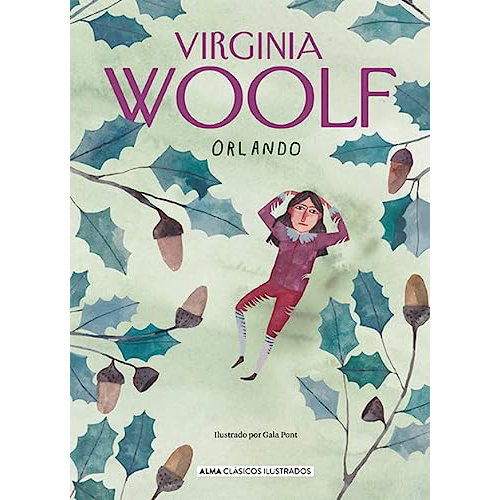 VIRGINIA
WOOLF
ORLANDO
Ilustrado por Gala Pont
ALMA CLÁSICOS ILUSTRADOS